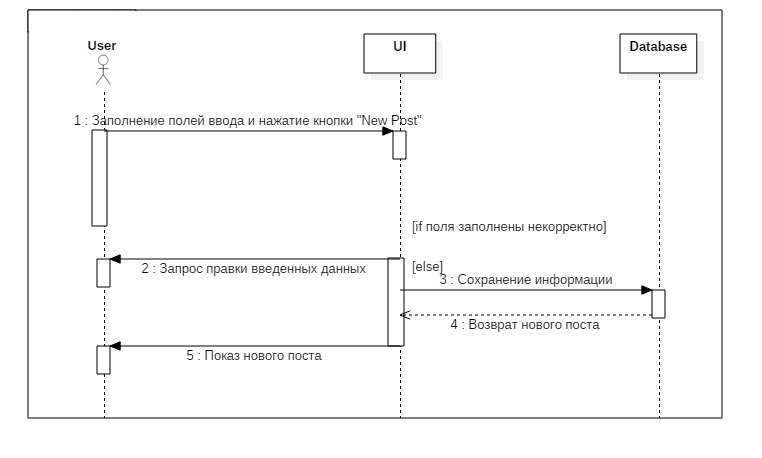 User
UI
Database
1 : Заполнение полей ввода и нажатие кнопки "New Post"
[if поля заполнены некорректно]
2 : Запрос правки введенных данных
[else]
3 : Сохранение информации
4 : Возврат нового поста
5 : Показ нового поста